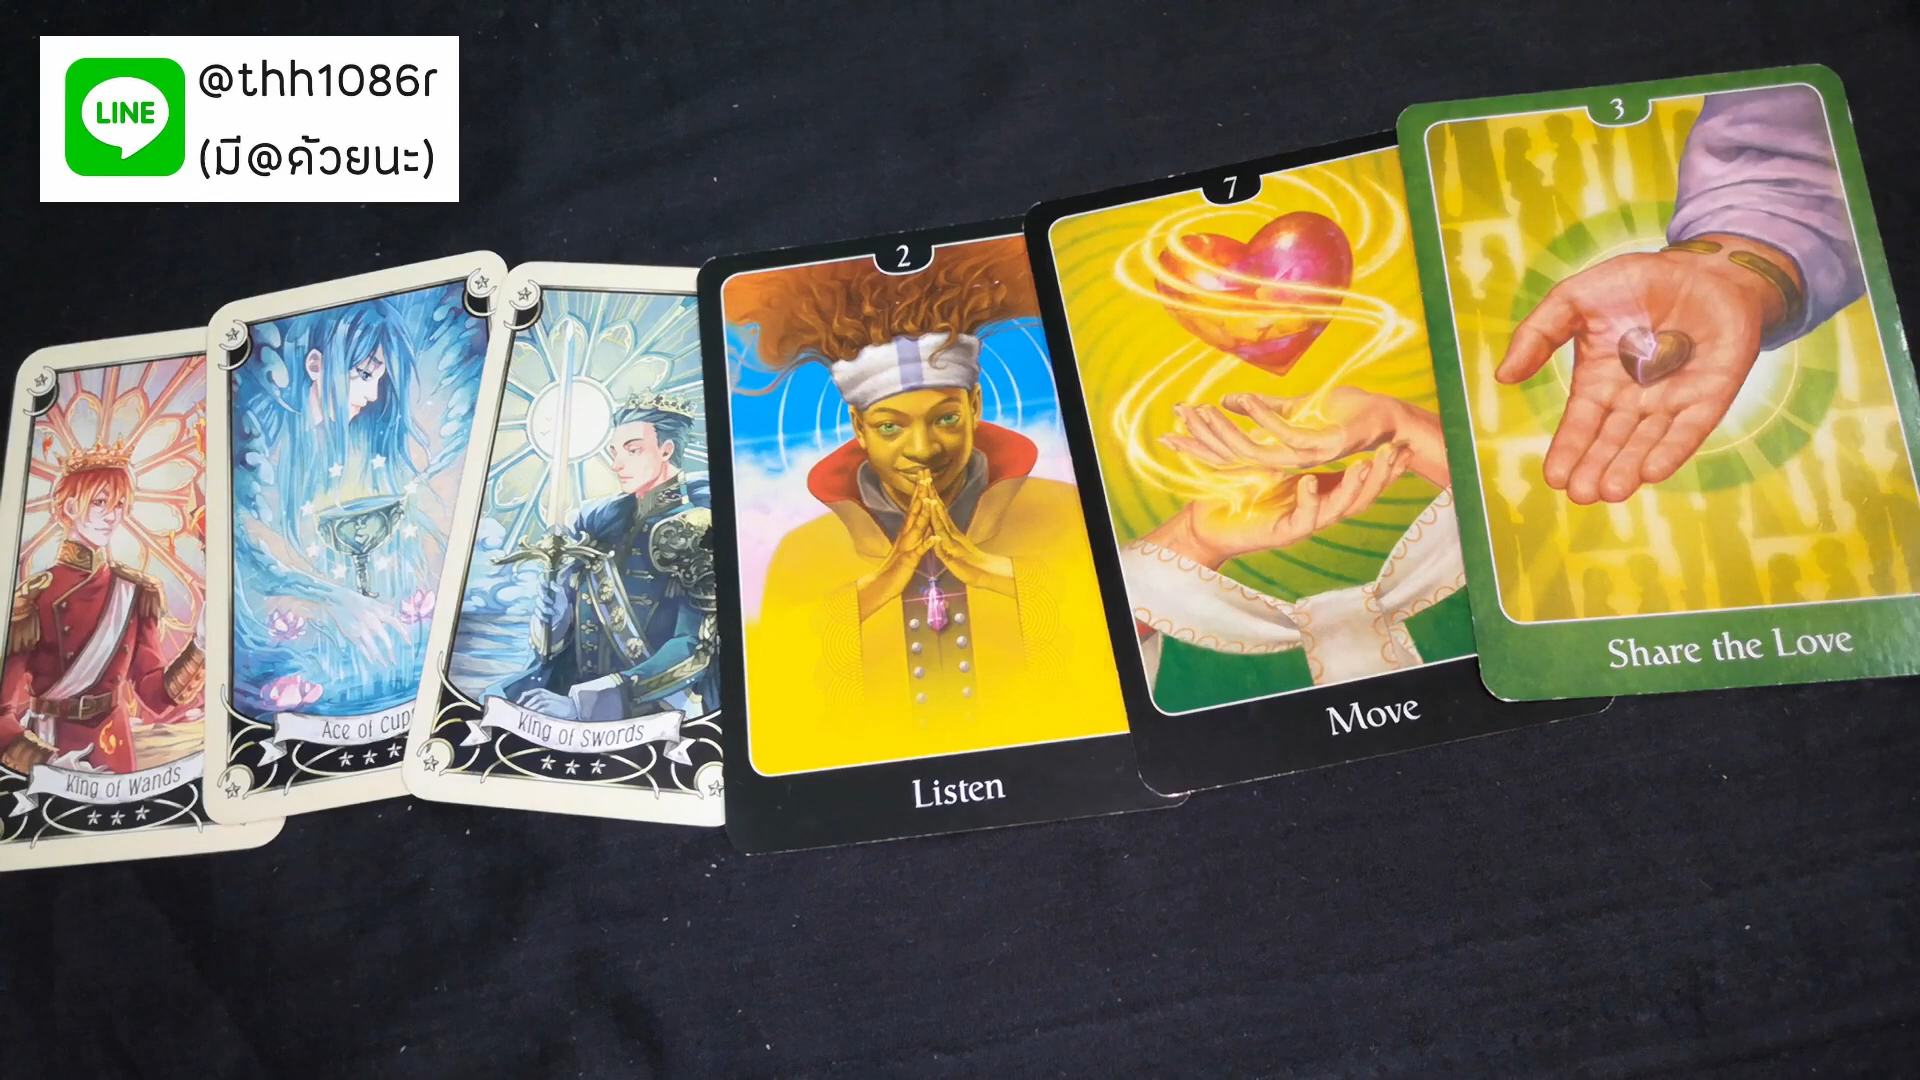 LINE
@thh1086r
(มี@ด้วยนะ)
King of Wands
Ace of Cup
King of Swords
2
Listen
7
Move
3
Share the Love